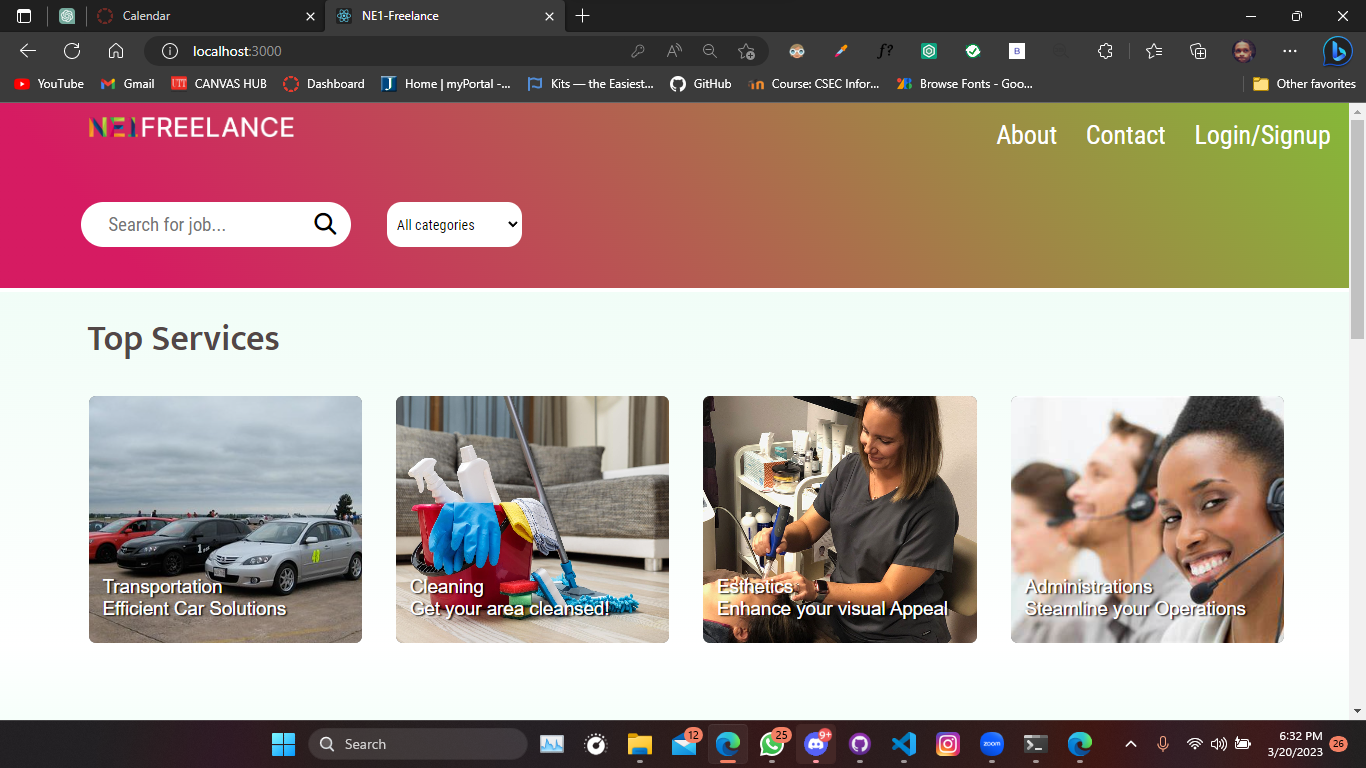 Calendar
NE1-Freelance
localhost:3000
YouTube
Gmail
CANVAS HUB
Dashboard
Home | myPortal -...
Kits — the Easiest...
GitHub
Course: CSEC Infor...
Browse Fonts - Goo...
Other favorites
NE1FREELANCE
About
Contact
Login/Signup
Search for job...
All categories
Top Services
Transportation
Efficient Car Solutions
Cleaning
Get your area cleansed!
Esthetics
Enhance your visual Appeal
Administrations
Steamline your Operations
Search
12
25
9+
zoom
6:32 PM
3/20/2023
26